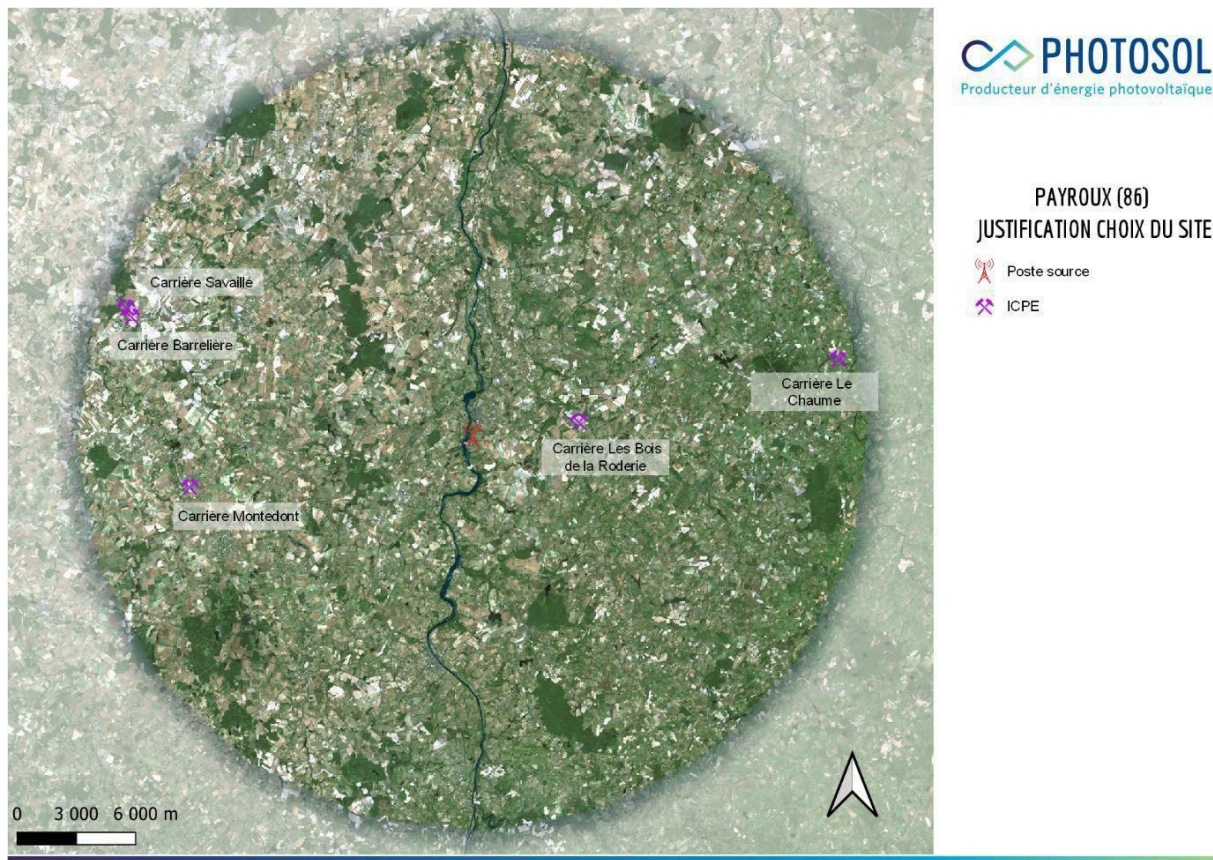 PHOTOSOL
Producteur d'énergie photovoltaïque
PAYROUX (86)
JUSTIFICATION CHOIX DU SITE
Poste source
ICPE
Carrière Savaillé
Carrière Barrelière
Carrière Le
Chaume
Carrière Les Bois
de la Roderie
Carrière Montedont
0 3 000 6 000 m